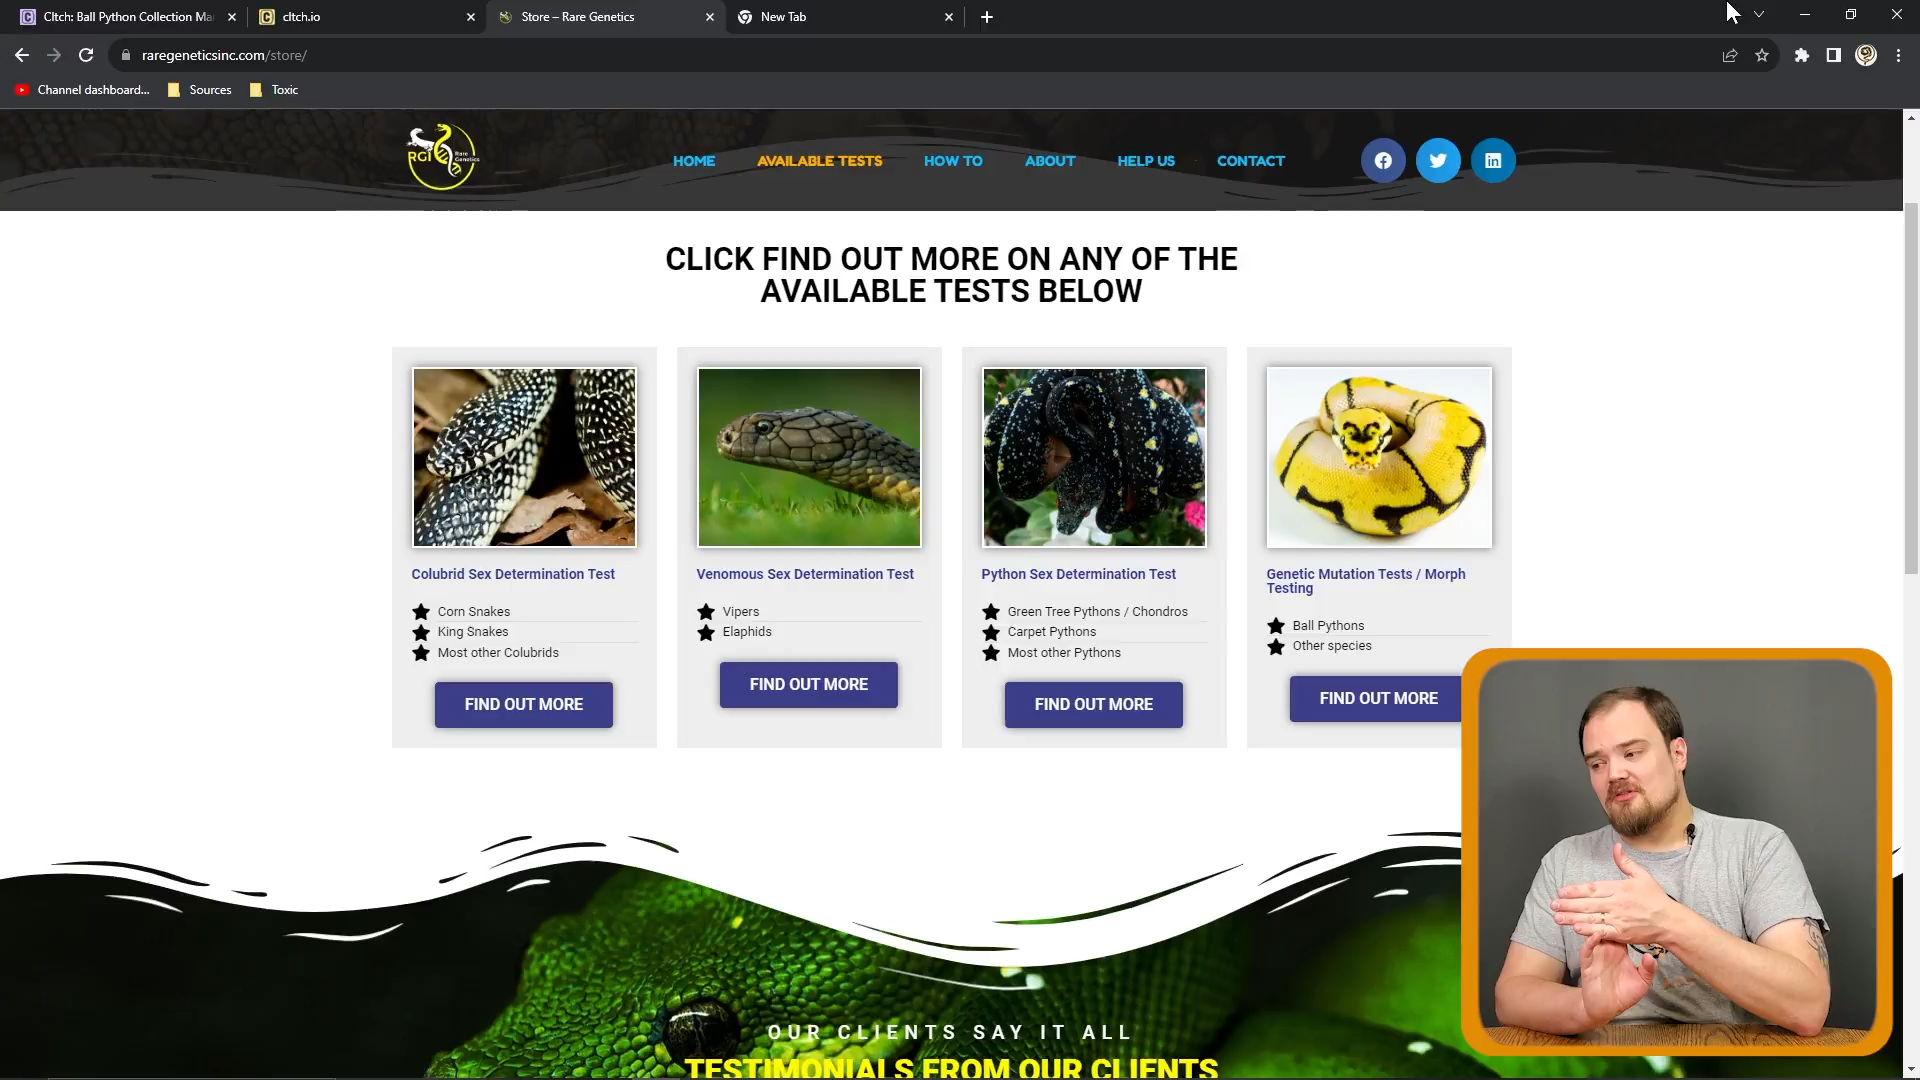 Cltch: Ball Python Collection Ma
cltch.io
Store – Rare Genetics
New Tab
raregeneticsinc.com/store/
Channel dashboard...
Sources
Toxic
RGI Rare Genetics
HOME
AVAILABLE TESTS
HOW TO
ABOUT
HELP US
CONTACT
CLICK FIND OUT MORE ON ANY OF THE
AVAILABLE TESTS BELOW
Colubrid Sex Determination Test
Corn Snakes
King Snakes
Most other Colubrids
FIND OUT MORE
Venomous Sex Determination Test
Vipers
Elaphids
FIND OUT MORE
Python Sex Determination Test
Green Tree Pythons / Chondros
Carpet Pythons
Most other Pythons
FIND OUT MORE
Genetic Mutation Tests / Morph
Testing
Ball Pythons
Other species
FIND OUT MORE
OUR CLIENTS SAY IT ALL
TESTIMONIALS FROM OUR CLIENTS